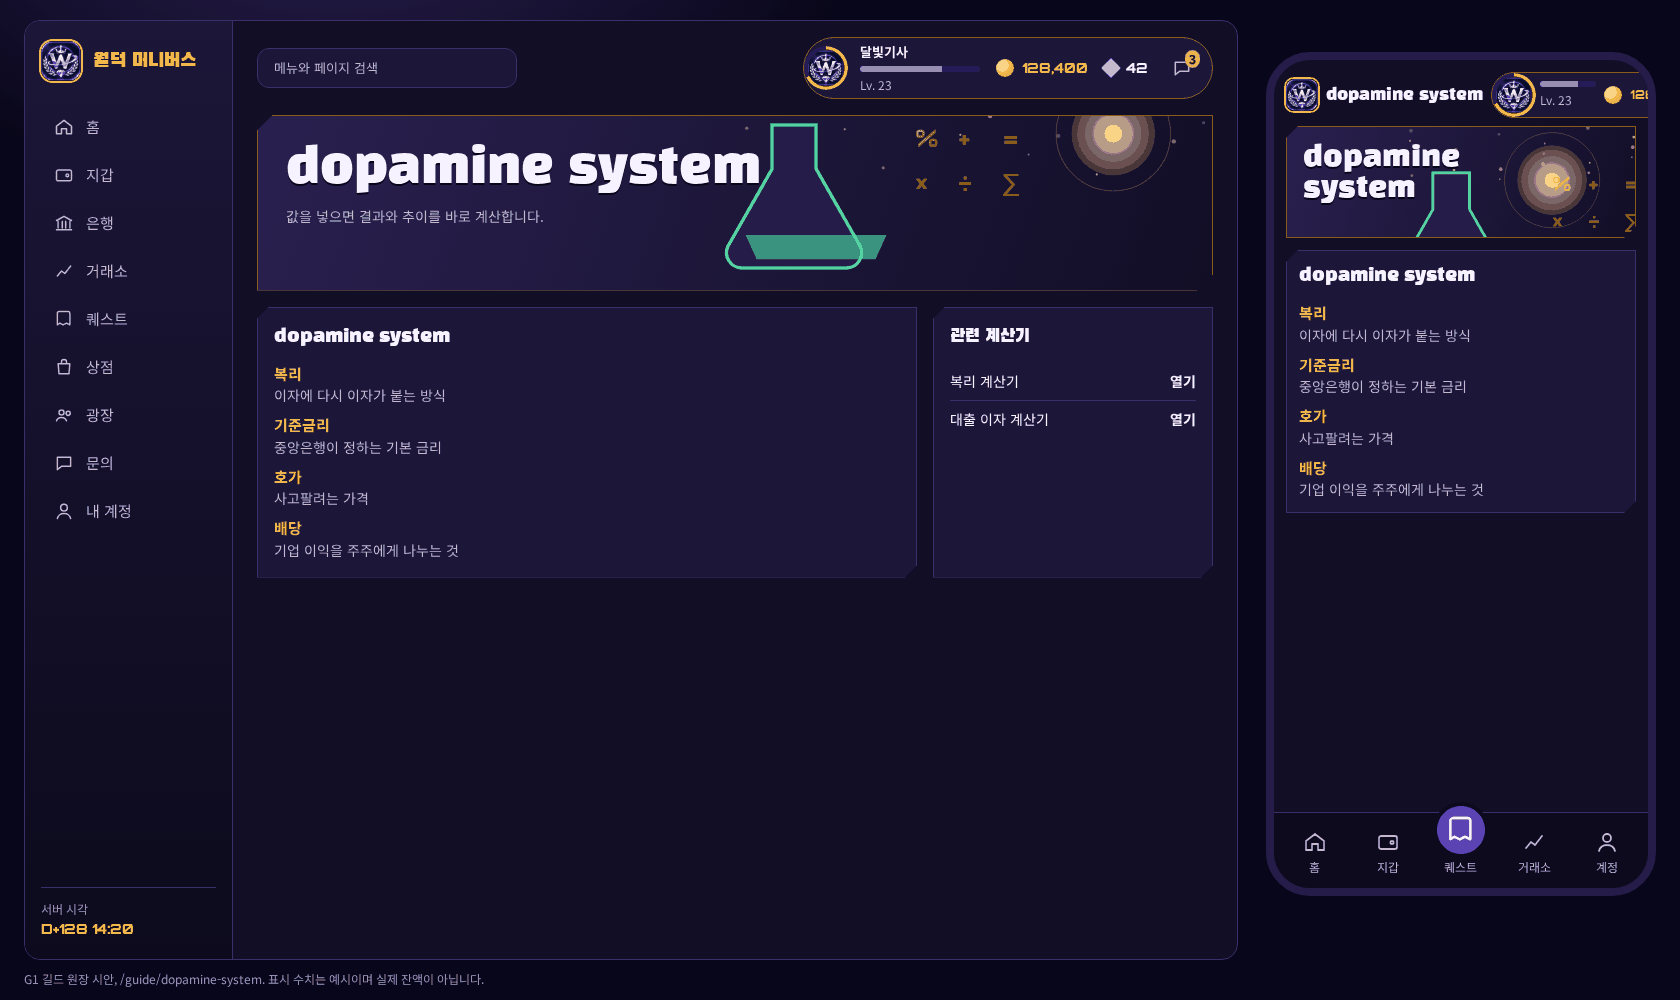 윈덕 머니버스
홈
지갑
은행
거래소
퀘스트
상점
광장
문의
내 계정
서버 시각
D+128 14:20
메뉴와 페이지 검색
달빛기사
Lv. 23
128,400
42
3
dopamine system
값을 넣으면 결과와 추이를 바로 계산합니다.
% + =
x ÷ ∑
dopamine system
복리
이자에 다시 이자가 붙는 방식
기준금리
중앙은행이 정하는 기본 금리
호가
사고팔려는 가격
배당
기업 이익을 주주에게 나누는 것
관련 계산기
복리 계산기 열기
대출 이자 계산기 열기
dopamine system
Lv. 23
dopamine
system
% + =
x ÷ ∑
dopamine system
복리
이자에 다시 이자가 붙는 방식
기준금리
중앙은행이 정하는 기본 금리
호가
사고팔려는 가격
배당
기업 이익을 주주에게 나누는 것
홈
지갑
퀘스트
거래소
계정
G1 길드 원장 시안, /guide/dopamine-system. 표시 수치는 예시이며 실제 잔액이 아닙니다.